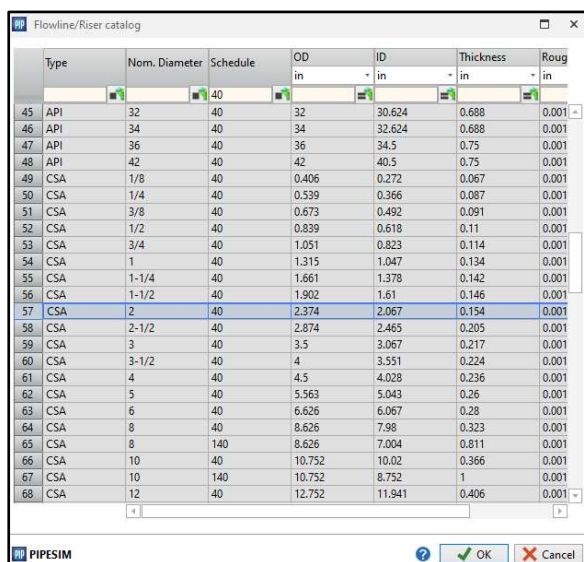 PIP Flowline/Riser catalog
Type Nom. Diameter Schedule OD ID Thickness Roug
in in in in
40
45 API 32 40 32 30.624 0.688 0.001
46 API 34 40 34 32.624 0.688 0.001
47 API 36 40 36 34.5 0.75 0.001
48 API 42 40 42 40.5 0.75 0.001
49 CSA 1/8 40 0.406 0.272 0.067 0.001
50 CSA 1/4 40 0.539 0.366 0.087 0.001
51 CSA 3/8 40 0.673 0.492 0.091 0.001
52 CSA 1/2 40 0.839 0.618 0.11 0.001
53 CSA 3/4 40 1.051 0.823 0.114 0.001
54 CSA 1 40 1.315 1.047 0.134 0.001
55 CSA 1-1/4 40 1.661 1.378 0.142 0.001
56 CSA 1-1/2 40 1.902 1.61 0.146 0.001
57 CSA 2 40 2.374 2.067 0.154 0.001
58 CSA 2-1/2 40 2.874 2.465 0.205 0.001
59 CSA 3 40 3.5 3.067 0.217 0.001
60 CSA 3-1/2 40 4 3.551 0.224 0.001
61 CSA 4 40 4.5 4.028 0.236 0.001
62 CSA 5 40 5.563 5.043 0.26 0.001
63 CSA 6 40 6.626 6.067 0.28 0.001
64 CSA 8 40 8.626 7.98 0.323 0.001
65 CSA 8 140 8.626 7.004 0.811 0.001
66 CSA 10 40 10.752 10.02 0.366 0.001
67 CSA 10 140 10.752 8.752 1 0.001
68 CSA 12 40 12.752 11.941 0.406 0.001
PIP PIPESIM ? OK Cancel